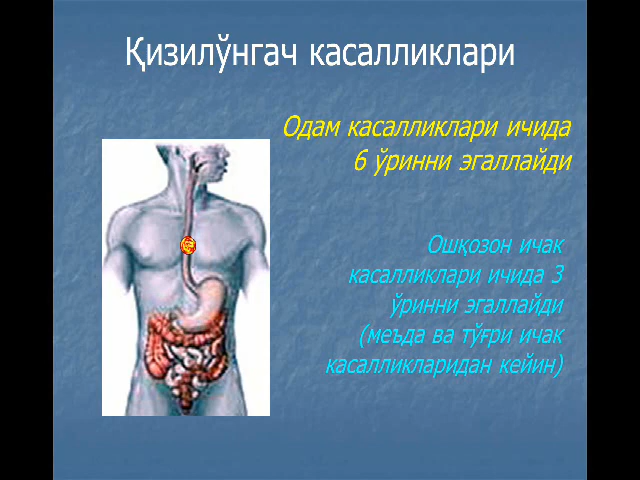 Қизилўнгач касалликлари
Одам касалликлари ичида
6 ўринни эгаллайди
Ошқозон ичак
касалликлари ичида 3
ўринни эгаллайди
(меъда ва тўғри ичак
касалликларидан кейин)